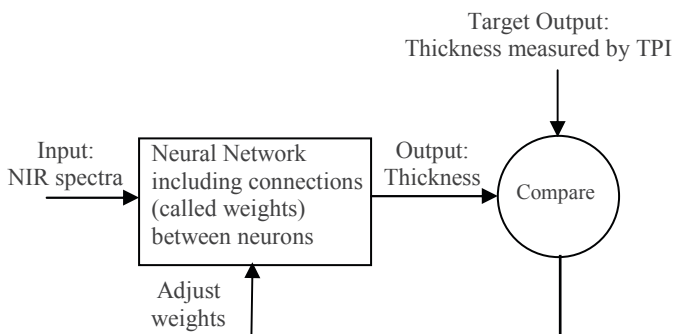 Target Output:
Thickness measured by TPI
Input:
NIR spectra
Neural Network
including connections
(called weights)
between neurons
Output:
Thickness
Compare
Adjust
weights